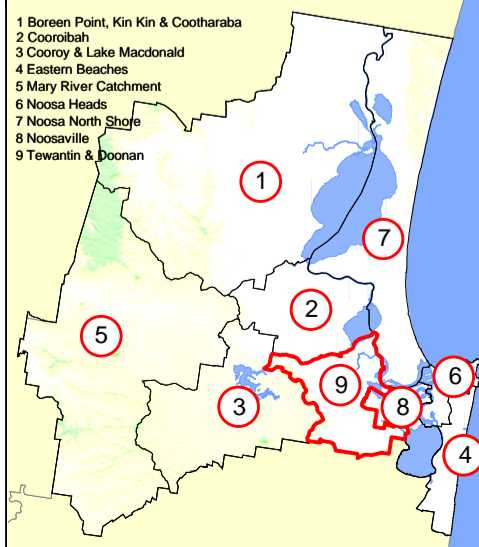 1 Boreen Point, Kin Kin & Cootharaba
2 Cooroibah
3 Cooroy & Lake Macdonald
4 Eastern Beaches
5 Mary River Catchment
6 Noosa Heads
7 Noosa North Shore
8 Noosaville
9 Tewantin & Doonan
1
7
2
5
6
9
3
8
4